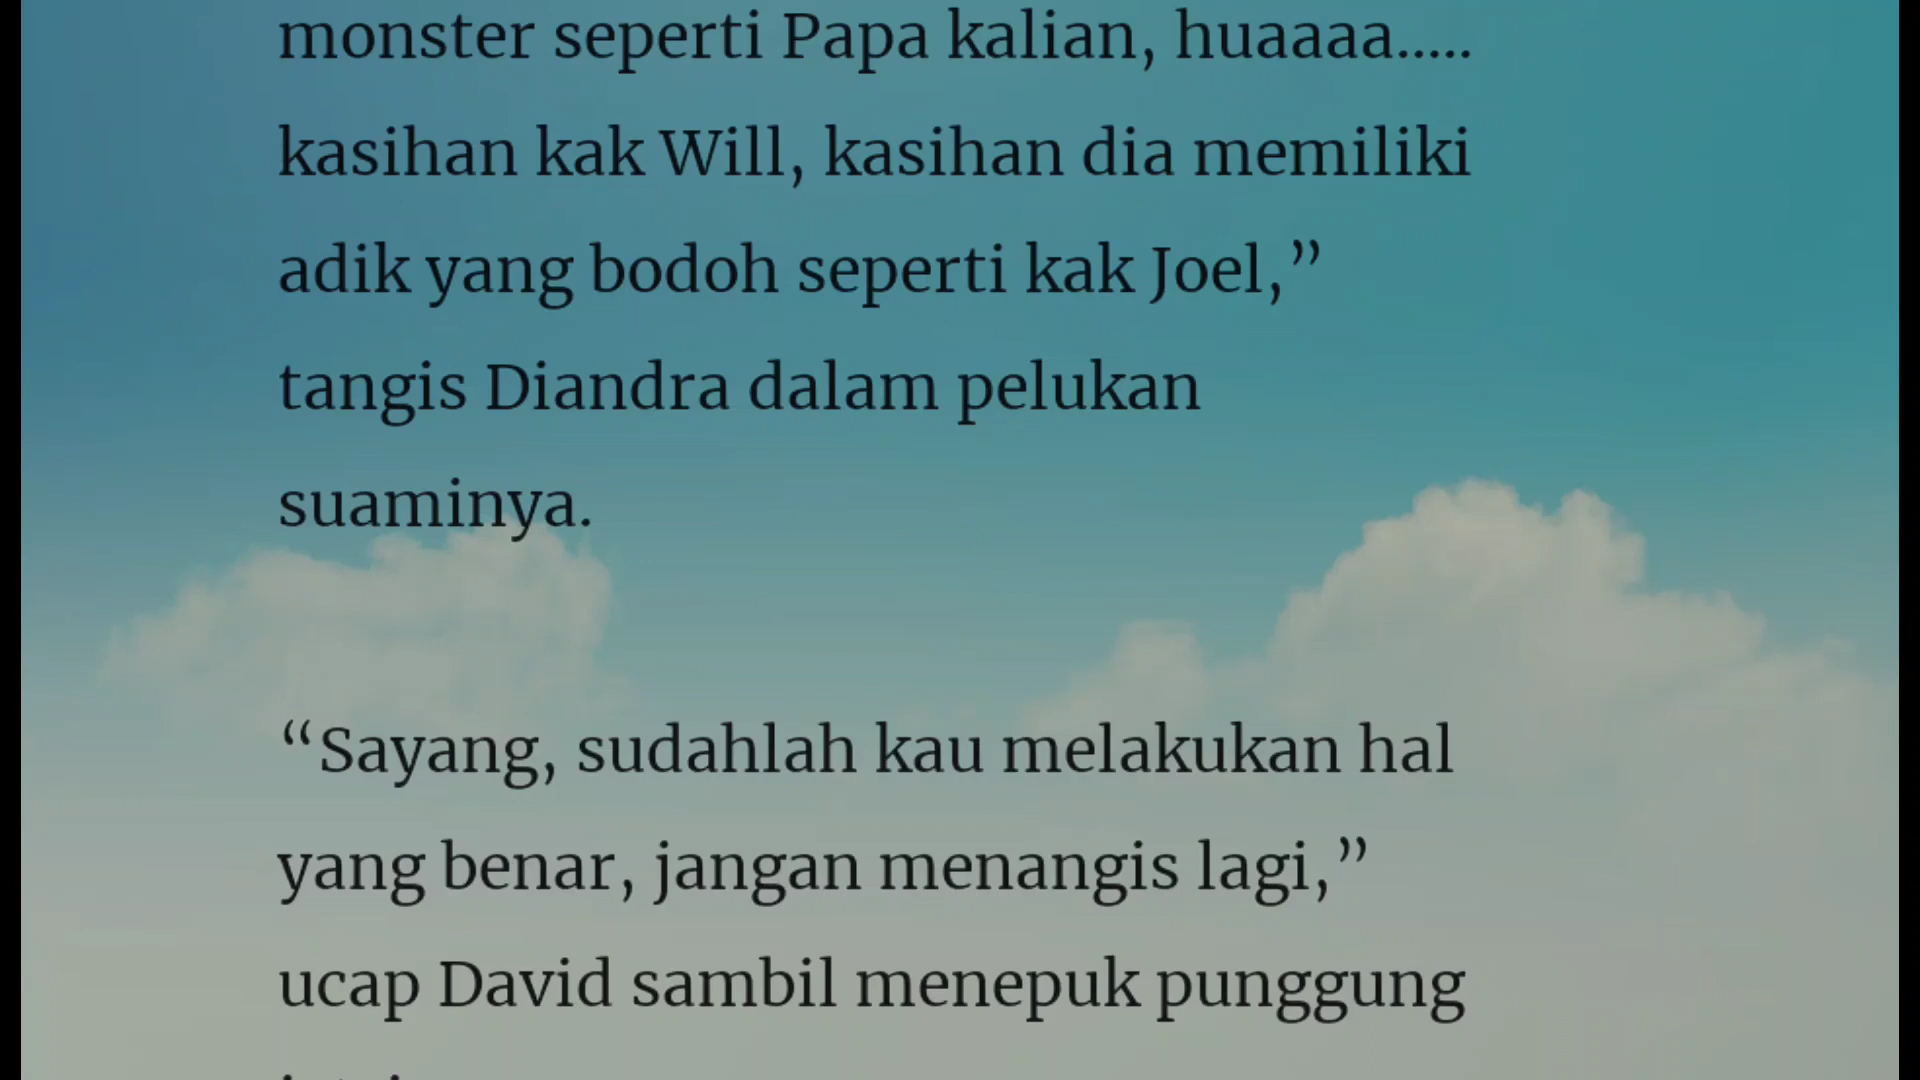 monster seperti Papa kalian, huaaaa.....
kasihan kak Will, kasihan dia memiliki
adik yang bodoh seperti kak Joel,”
tangis Diandra dalam pelukan
suaminya.
“Sayang, sudahlah kau melakukan hal
yang benar, jangan menangis lagi,”
ucap David sambil menepuk punggung